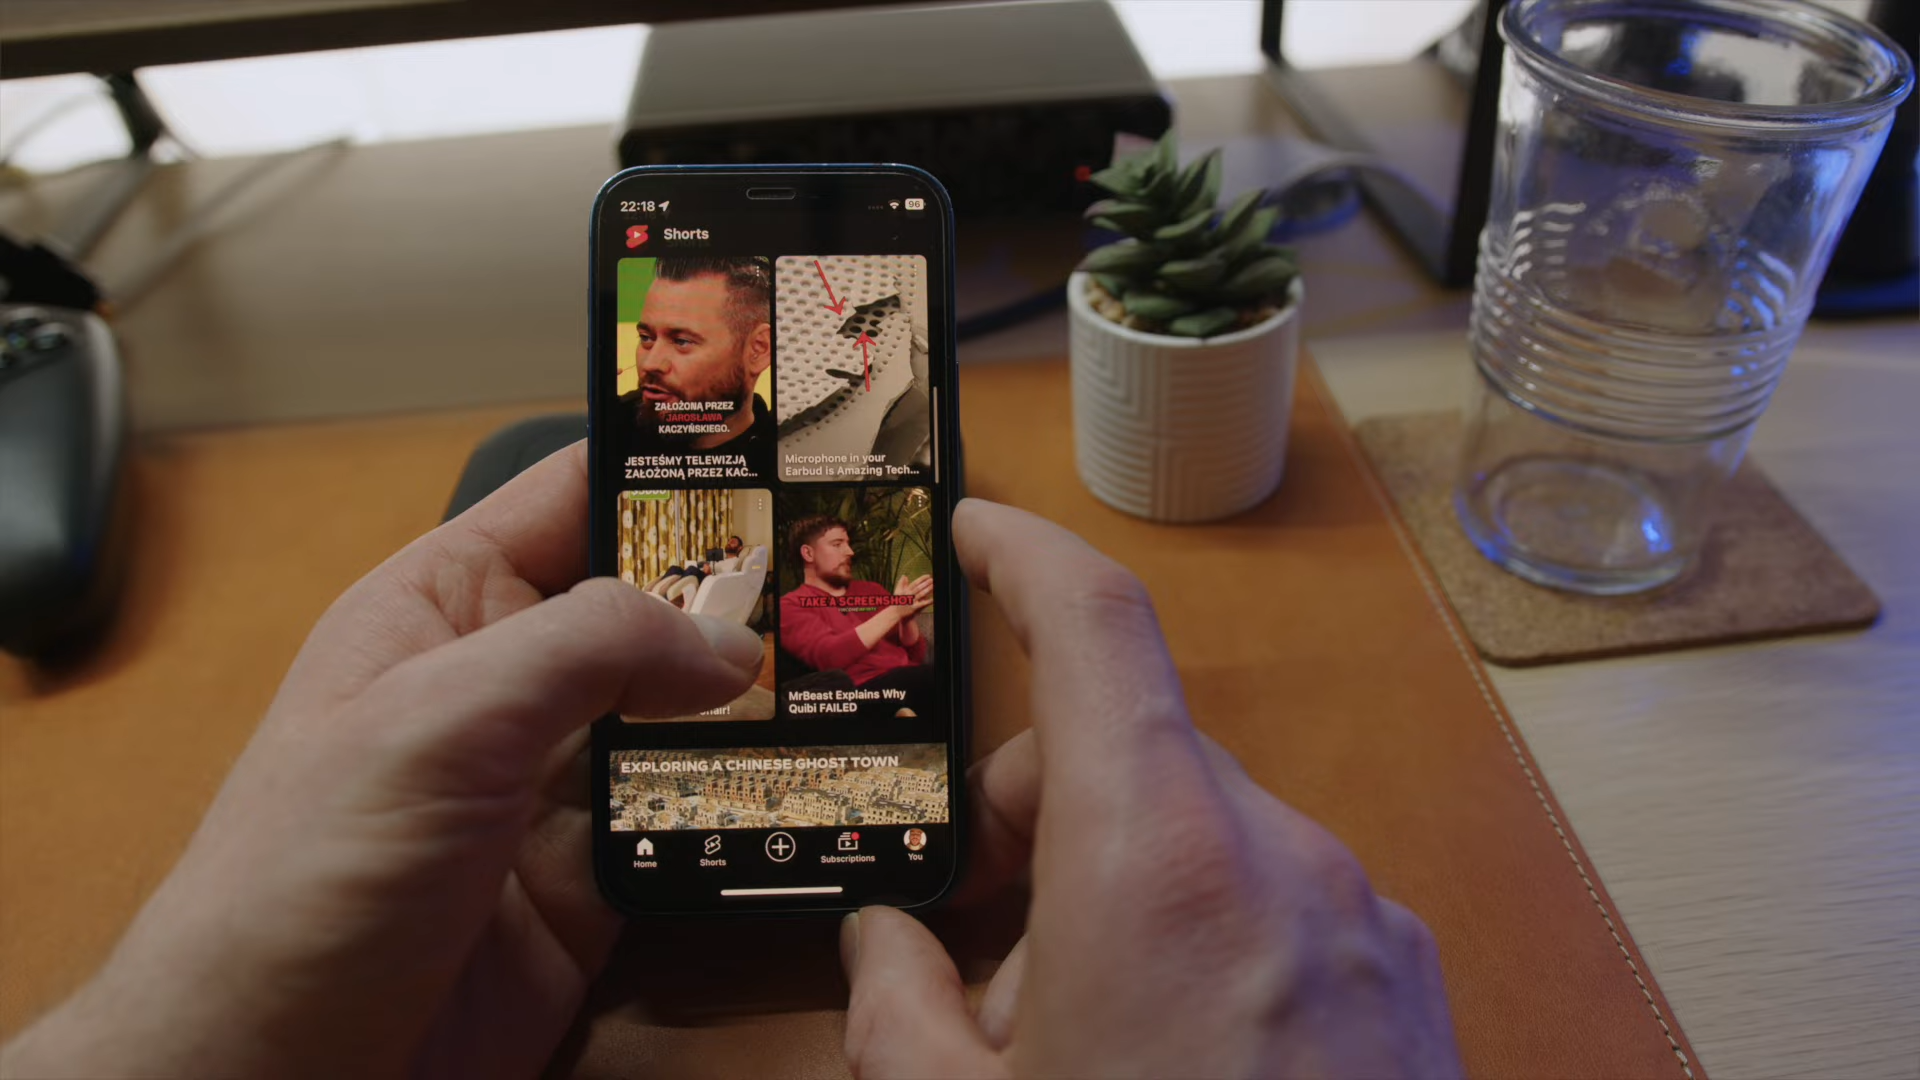 22:18
96
Shorts
ZAŁOŻONĄ PRZEZ
JAROSŁAWA
KACZYŃSKIEGO.
JESTEŚMY TELEWIZJĄ
ZAŁOŻONĄ PRZEZ KAC...
Microphone in your
Earbud is Amazing Tech...
TAKE A SCREENSHOT
MrBeast Explains Why
Quibi FAILED
EXPLORING A CHINESE GHOST TOWN
Home
Shorts
Subscriptions
You